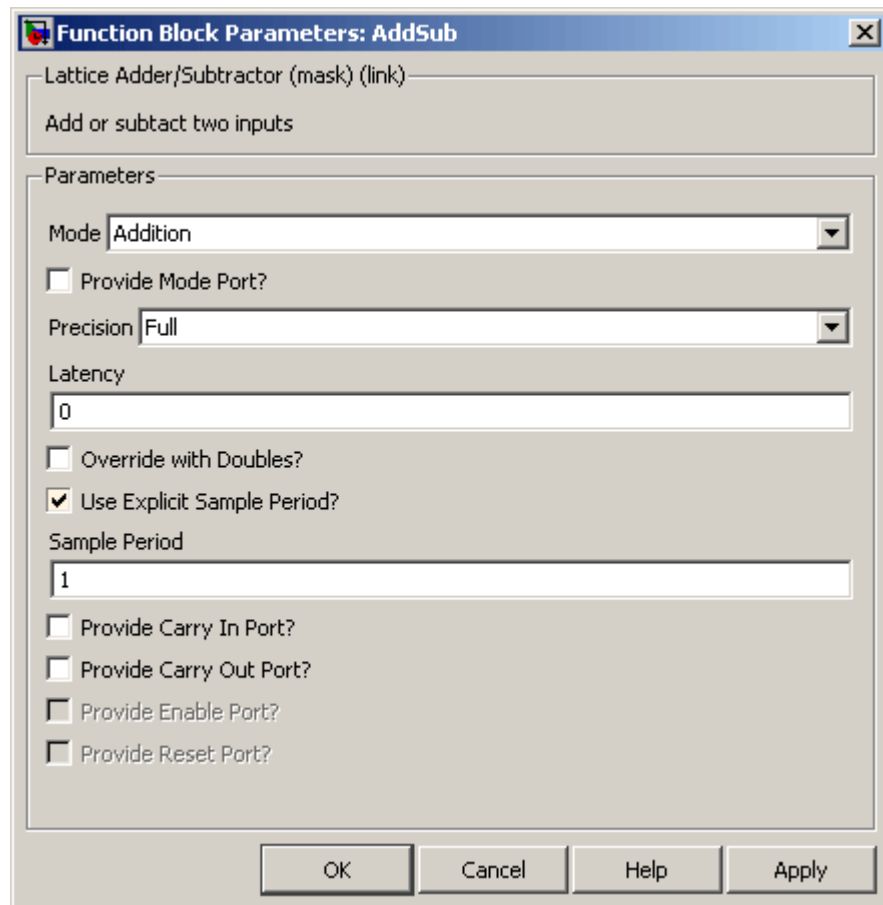 Function Block Parameters: AddSub
Lattice Adder/Subtractor (mask) (link)
Add or subtact two inputs
Parameters
Mode Addition
Provide Mode Port?
Precision Full
Latency
0
Override with Doubles?
Use Explicit Sample Period?
Sample Period
1
Provide Carry In Port?
Provide Carry Out Port?
Provide Enable Port?
Provide Reset Port?
OK Cancel Help Apply